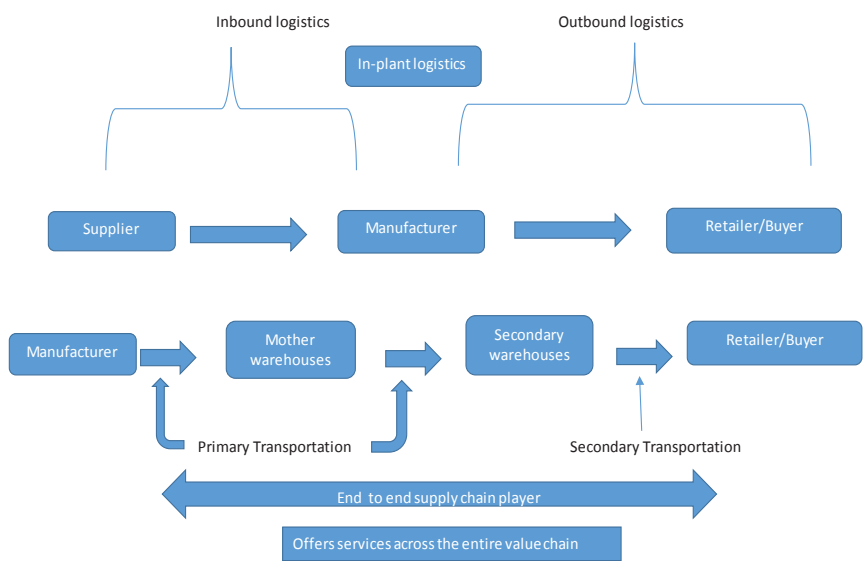 Inbound logistics
Outbound logistics
In-plant logistics
Supplier
Manufacturer
Retailer/Buyer
Manufacturer
Mother
warehouses
Secondary
warehouses
Retailer/Buyer
Primary Transportation
Secondary Transportation
End to end supply chain player
Offers services across the entire value chain